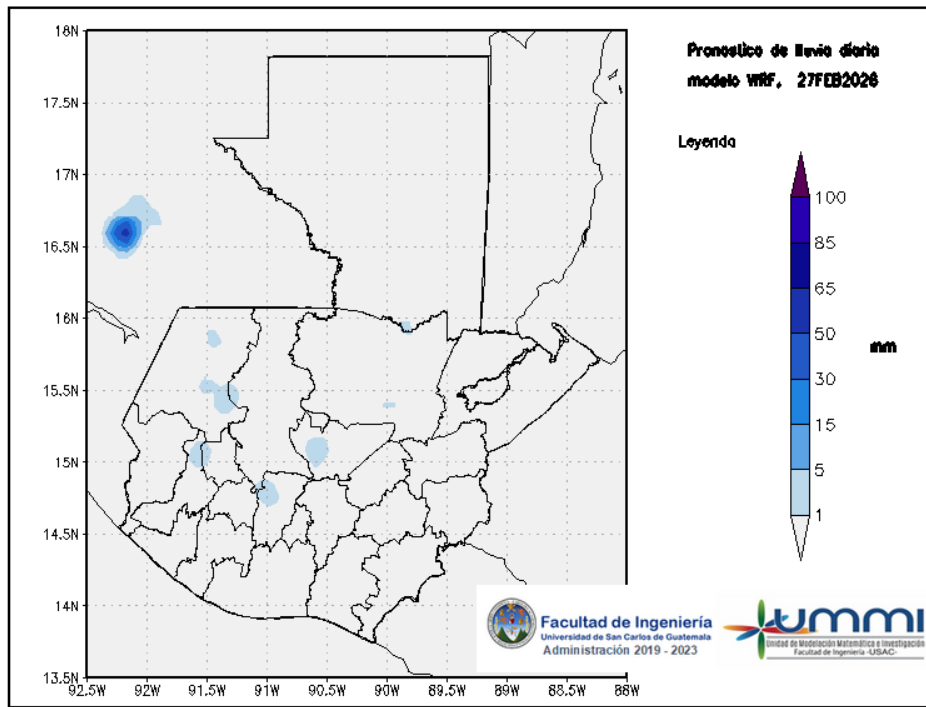 Pronostico de lluvia diaria
modelo WRF, 27FEB2026
Leyenda
100
85
65
50
30
15
5
1
mm
18N
17.5N
17N
16.5N
16N
15.5N
15N
14.5N
14N
13.5N
92.5W 92W 91.5W 91W 90.5W 90W 89.5W 89W 88.5W 88W
Facultad de Ingeniería
Universidad de San Carlos de Guatemala
Administración 2019 - 2023
ummi
Unidad de Modelación Matemática e Investigación
Facultad de Ingeniería -USAC-